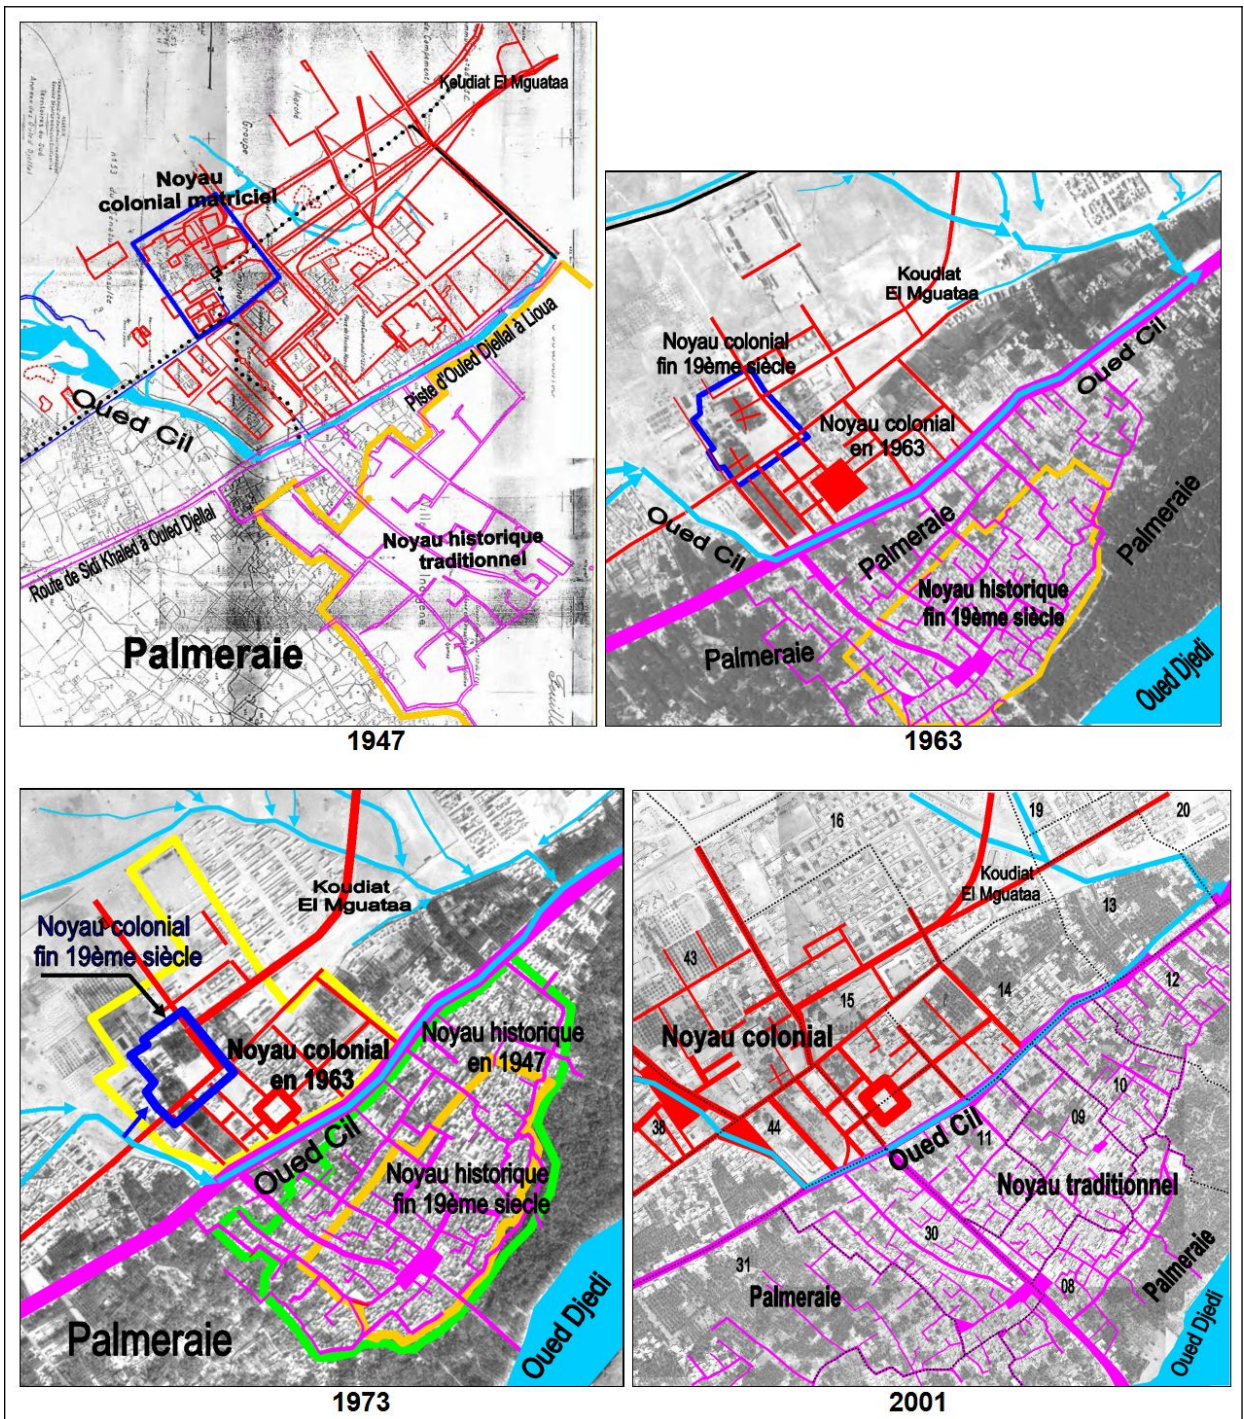 Koudiat El Mguataa
Noyau
colonial matriciel
Oued Cil
Piste d'Ouled Djellal à Lioua
Route de Sidi Khaled à Ouled Djellal
Noyau historique
traditionnel
Palmeraie
1947
Koudiat
El Mguataa
Noyau colonial
fin 19ème siècle
Noyau colonial
en 1963
Oued Cil
Oued Cil
Palmeraie
Palmeraie
Noyau historique
fin 19ème siècle
Palmeraie
Oued Djedi
1963
Koudiat
El Mguataa
Noyau colonial
fin 19ème siècle
Noyau colonial
en 1963
Noyau historique
en 1947
Oued Cil
Noyau historique
fin 19ème siècle
Palmeraie
Oued Djedi
1973
16
19
20
Koudiat
El Mguataa
13
43
15
14
12
Noyau colonial
10
09
38
44
Oued Cil
11
Noyau traditionnel
30
31
Palmeraie
08
Palmeraie
Oued Djedi
2001